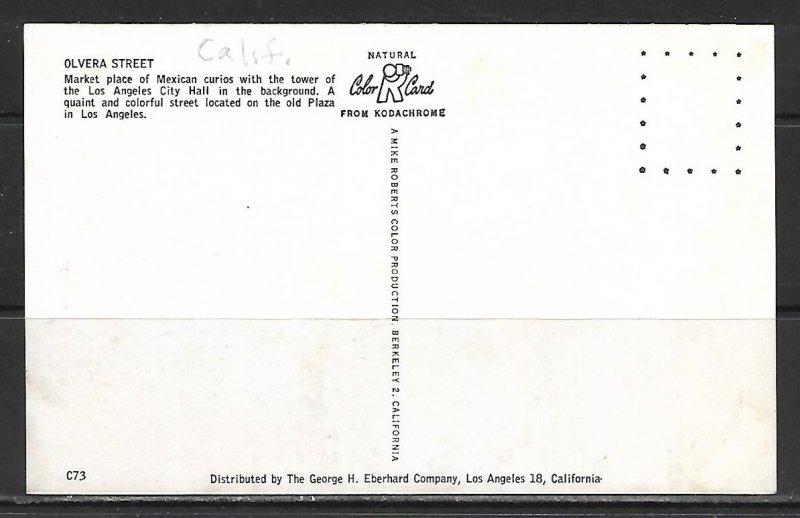 Calif.
OLVERA STREET
Market place of Mexican curios with the tower of
the Los Angeles City Hall in the background. A
quaint and colorful street located on the old Plaza
in Los Angeles.
NATURAL
Color Card
FROM KODACHROME
A MIKE ROBERTS COLOR PRODUCTION. BERKELEY 2, CALIFORNIA
C73
Distributed by The George H. Eberhard Company, Los Angeles 18, California